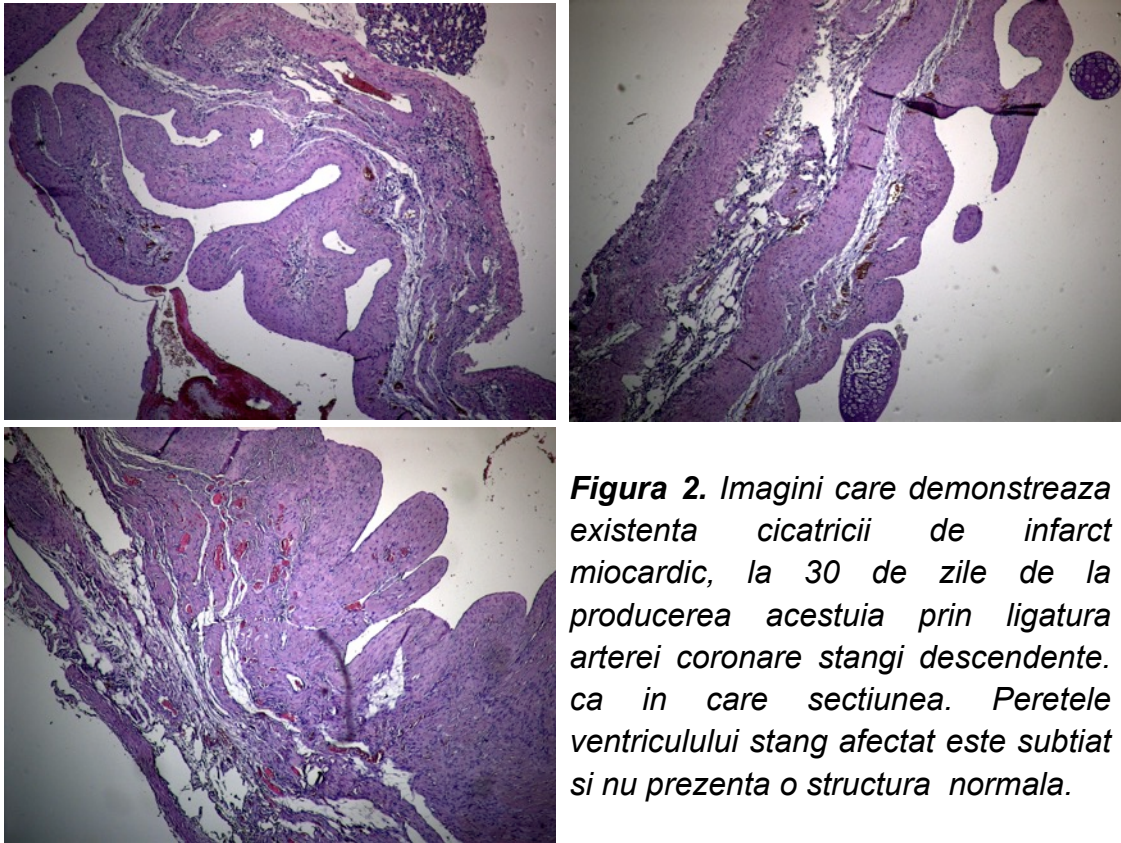 Figura 2. Imagini care demonstreaza
existenta cicatricii de infarct
miocardic, la 30 de zile de la
producerea acestuia prin ligatura
arterei coronare stangi descendente.
ca in care sectiunea. Peretele
ventriculului stang afectat este subtiat
si nu prezenta o structura normala.